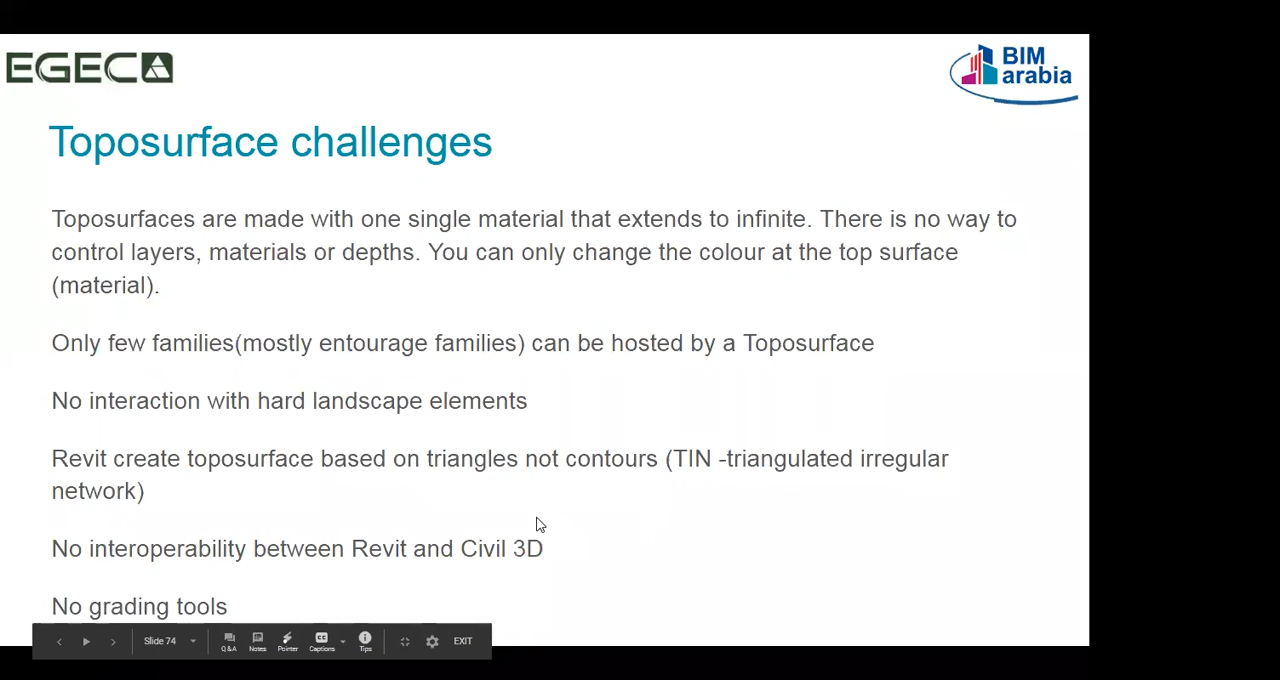 EGECA
BIM
arabia
Toposurface challenges
Toposurfaces are made with one single material that extends to infinite. There is no way to
control layers, materials or depths. You can only change the colour at the top surface
(material).
Only few families(mostly entourage families) can be hosted by a Toposurface
No interaction with hard landscape elements
Revit create toposurface based on triangles not contours (TIN -triangulated irregular
network)
No interoperability between Revit and Civil 3D
No grading tools
Slide 74
Q&A
Notes
Pointer
Captions
Tips
EXIT